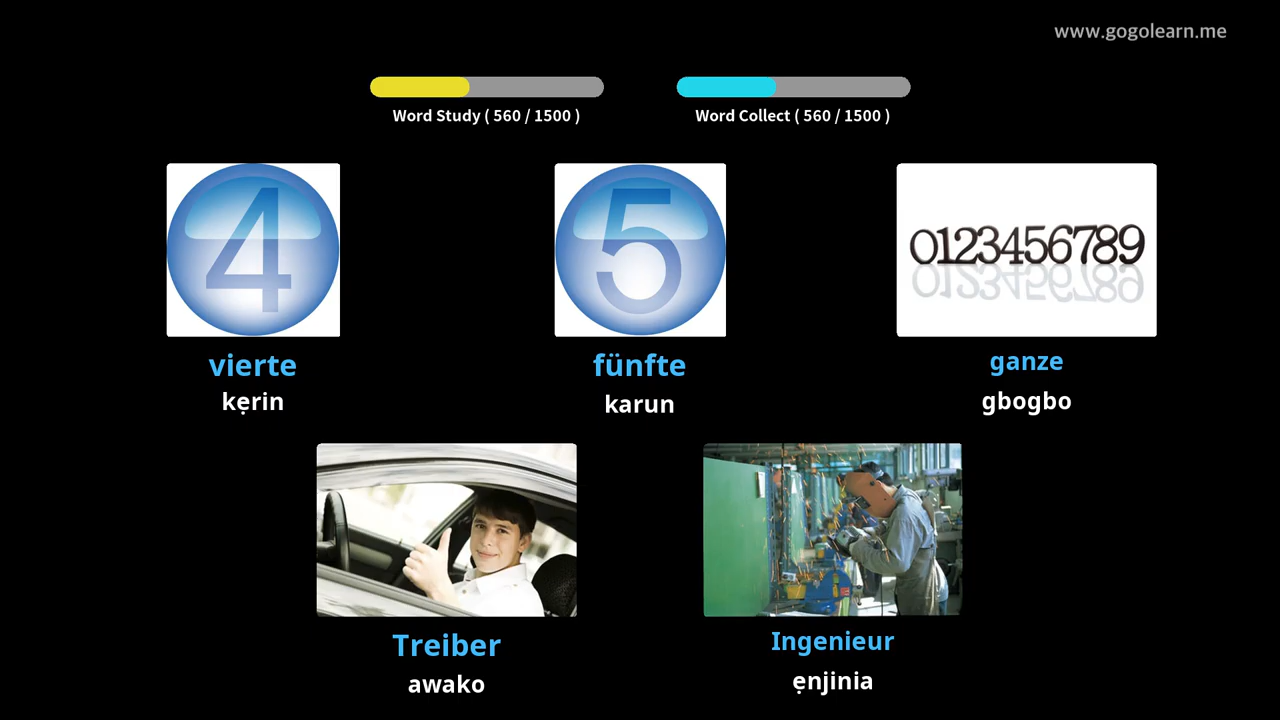 www.gogolearn.me
Word Study ( 560 / 1500 )
Word Collect ( 560 / 1500 )
4
5
0123456789
vierte
kẹrin
fünfte
karun
ganze
gbogbo
Treiber
awako
Ingenieur
ẹnjinia